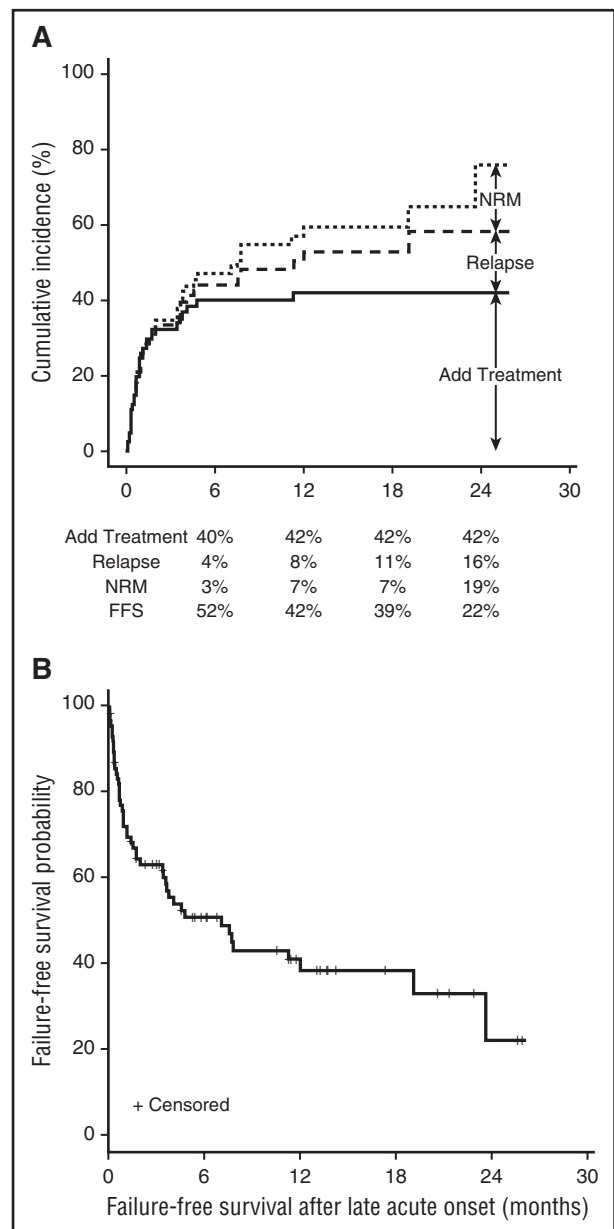 A
Cumulative incidence (%)
100
80
60
40
20
0
NRM
Relapse
Add Treatment
0 6 12 18 24 30
Add Treatment 40% 42% 42% 42%
Relapse 4% 8% 11% 16%
NRM 3% 7% 7% 19%
FFS 52% 42% 39% 22%
B
Failure-free survival probability
100
80
60
40
20
0
+ Censored
0 6 12 18 24 30
Failure-free survival after late acute onset (months)